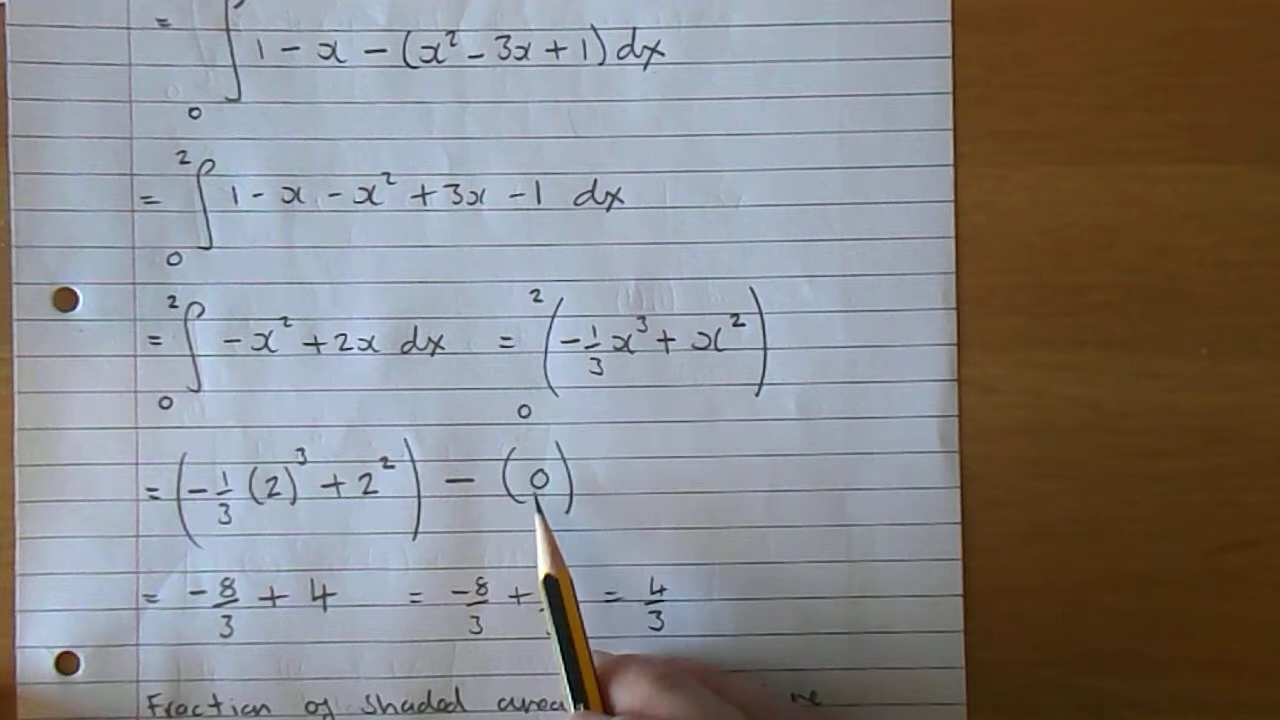 = ∫₀ 1 - x - (x² - 3x + 1) dx
= ∫₀² 1 - x - x² + 3x - 1 dx
= ∫₀² -x² + 2x dx = ₀²(-1/3 x³ + x²)
= (-1/3 (2)³ + 2²) - (0)
= -8/3 + 4 = -8/3 + = 4/3
Fraction of shaded area